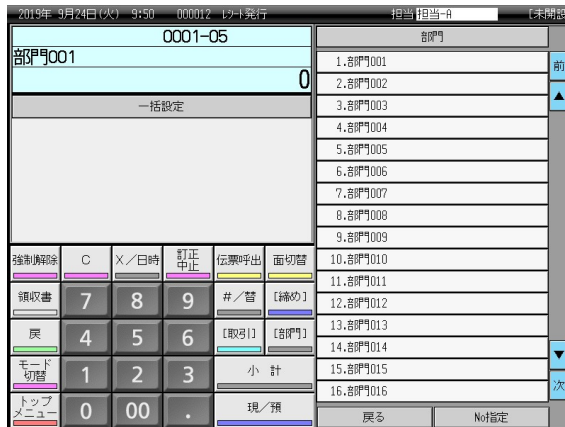 2019年 9月24日(火) 9:50 000012 レシート発行 担当 担当-A [未開設
0001-05
部門001
0
一括設定
強制解除 C X/日時 訂正中止 伝票呼出 面切替
領収書 7 8 9 #/替 [締め]
戻 4 5 6 [取引] [部門]
モード切替 1 2 3 小 計
トップメニュー 0 00 . 現/預
部門
1.部門001
2.部門002
3.部門003
4.部門004
5.部門005
6.部門006
7.部門007
8.部門008
9.部門009
10.部門010
11.部門011
12.部門012
13.部門013
14.部門014
15.部門015
16.部門016
前
▲
▼
次
戻る No指定